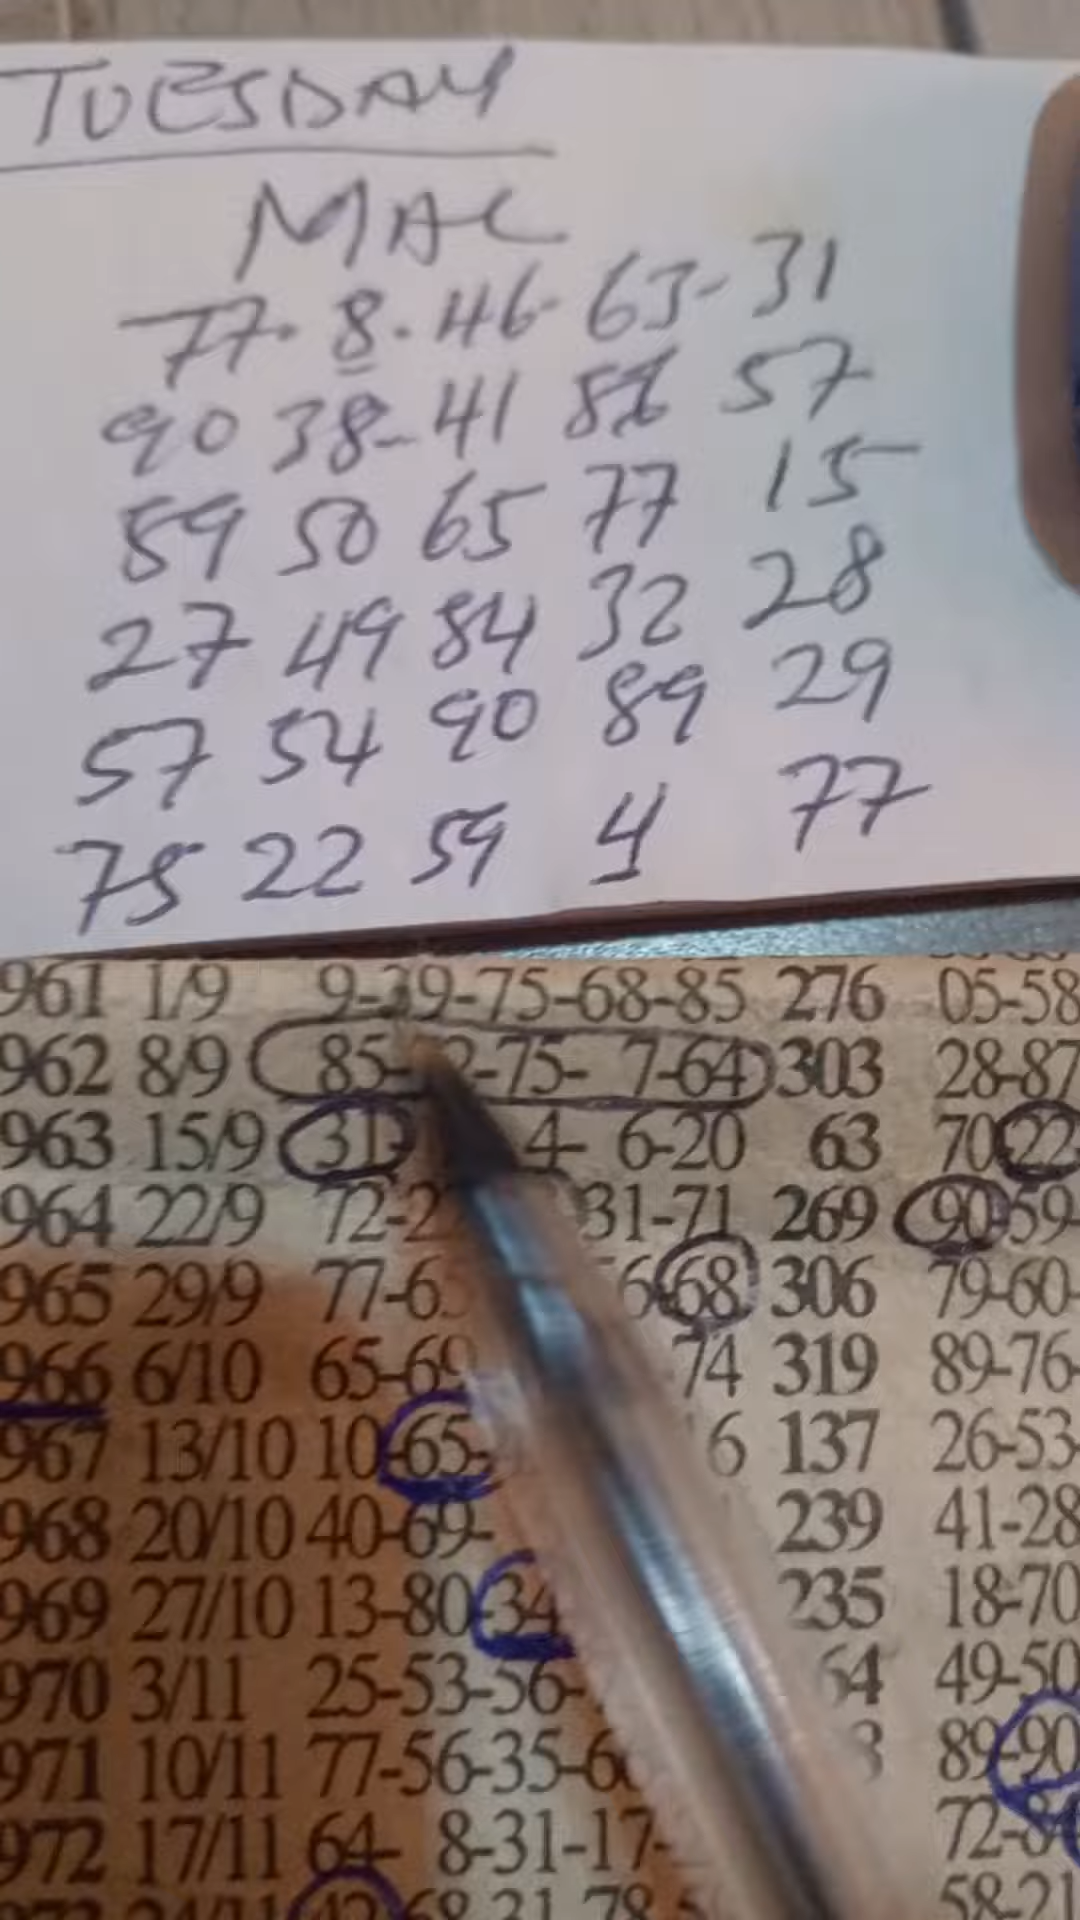 TUESDAY
MAC
77. 8. 46. 63- 31
90 38- 41 57
89 50 65 77 15
27 49 84 32 28
57 54 90 89 29
75 22 59 4 77
961 1/9 9-39-75-68-85 276 05-58
962 8/9 85- -75- 7-64 303 28-87
963 15/9 31- 4- 6-20 63 70-22-
964 22/9 72- 31-71 269 90-59-
965 29/9 77- 68 306 79-60-
966 6/10 65-69 74 319 89-76-
967 13/10 10-65- 6 137 26-53-
968 20/10 40-69- 239 41-28
969 27/10 13-80-34 235 18-70
970 3/11 25-53-56- 49-50
971 10/11 77-56-35- 89-90
972 17/11 64- 8-31-17- 72-
58-21